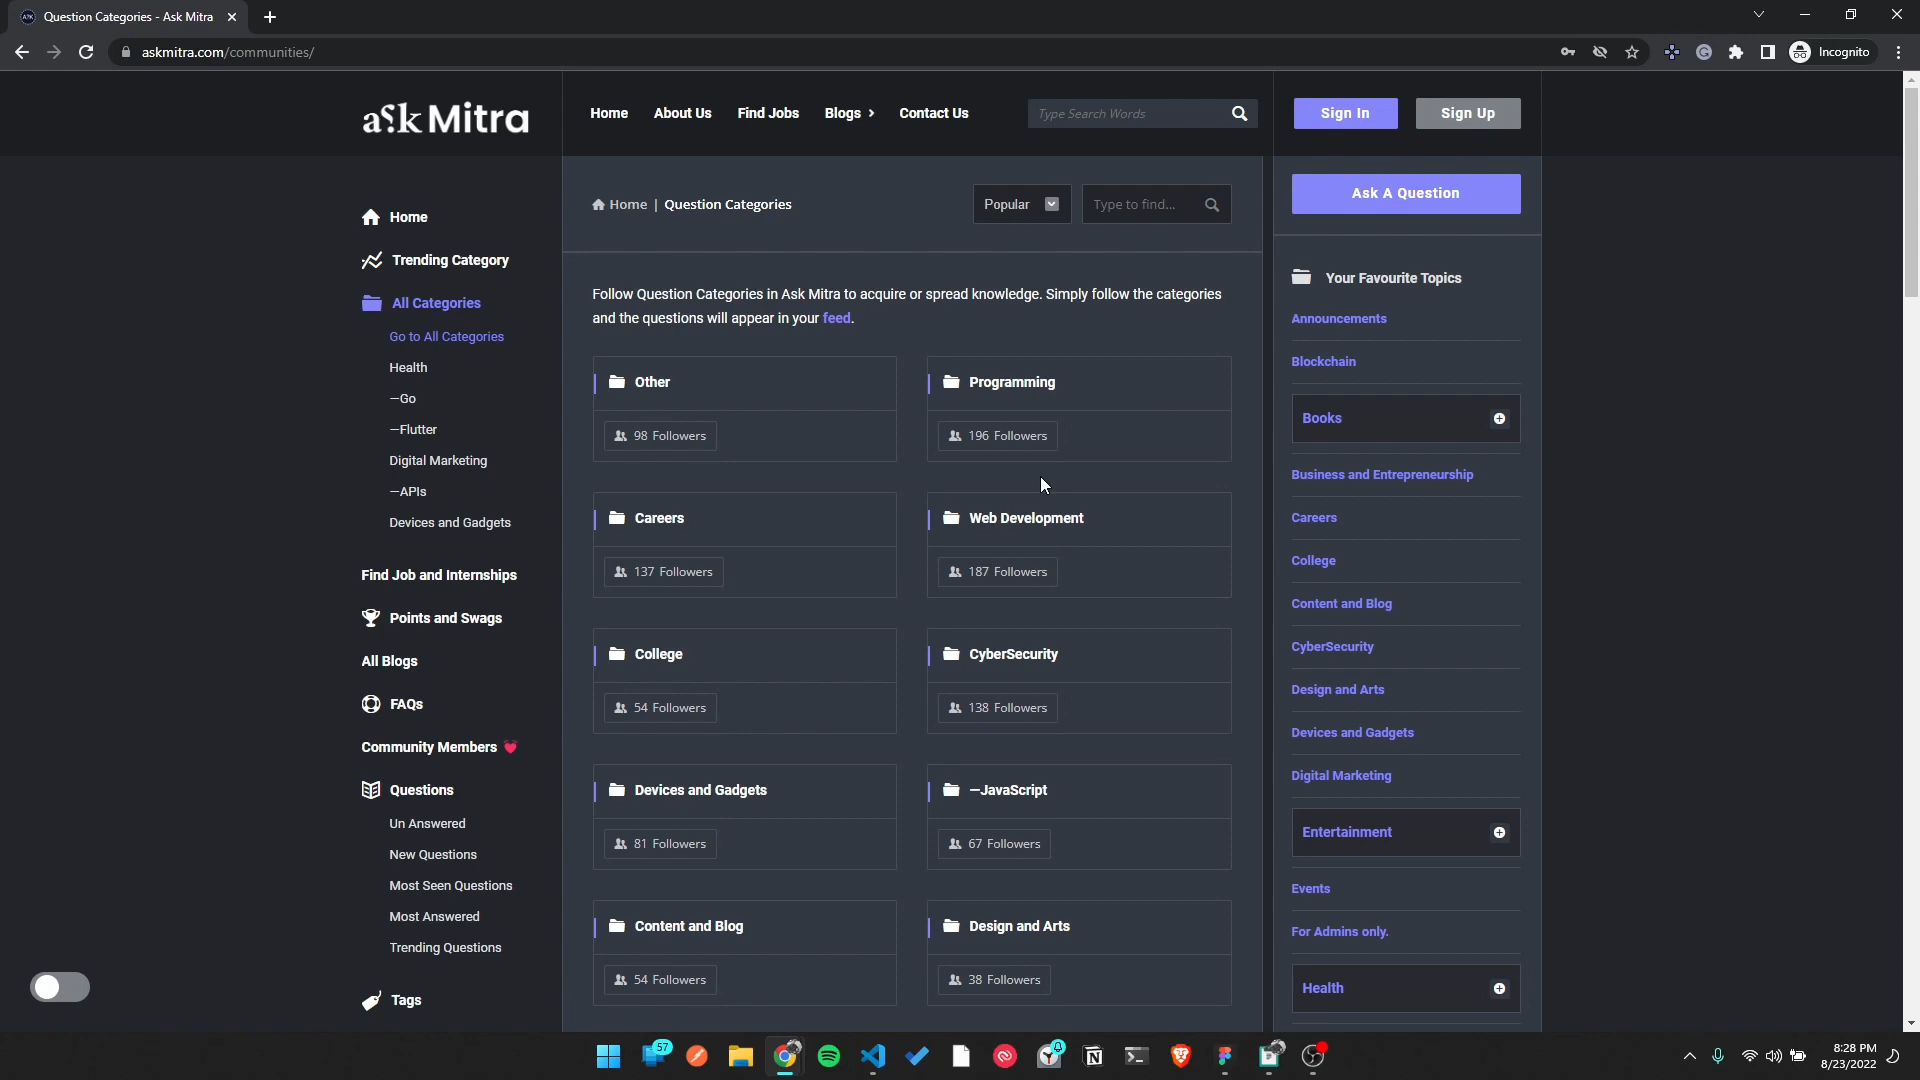 Question Categories - Ask Mitra
askmitra.com/communities/
Incognito
ask Mitra
Home
About Us
Find Jobs
Blogs
Contact Us
Type Search Words
Sign In
Sign Up
Home
Trending Category
All Categories
Go to All Categories
Health
—Go
—Flutter
Digital Marketing
—APIs
Devices and Gadgets
Find Job and Internships
Points and Swags
All Blogs
FAQs
Community Members
Questions
Un Answered
New Questions
Most Seen Questions
Most Answered
Trending Questions
Tags
Home | Question Categories
Popular
Type to find...
Follow Question Categories in Ask Mitra to acquire or spread knowledge. Simply follow the categories
and the questions will appear in your feed.
Other
98 Followers
Programming
196 Followers
Careers
137 Followers
Web Development
187 Followers
College
54 Followers
CyberSecurity
138 Followers
Devices and Gadgets
81 Followers
—JavaScript
67 Followers
Content and Blog
54 Followers
Design and Arts
38 Followers
Ask A Question
Your Favourite Topics
Announcements
Blockchain
Books
Business and Entrepreneurship
Careers
College
Content and Blog
CyberSecurity
Design and Arts
Devices and Gadgets
Digital Marketing
Entertainment
Events
For Admins only.
Health
57
8:28 PM
8/23/2022